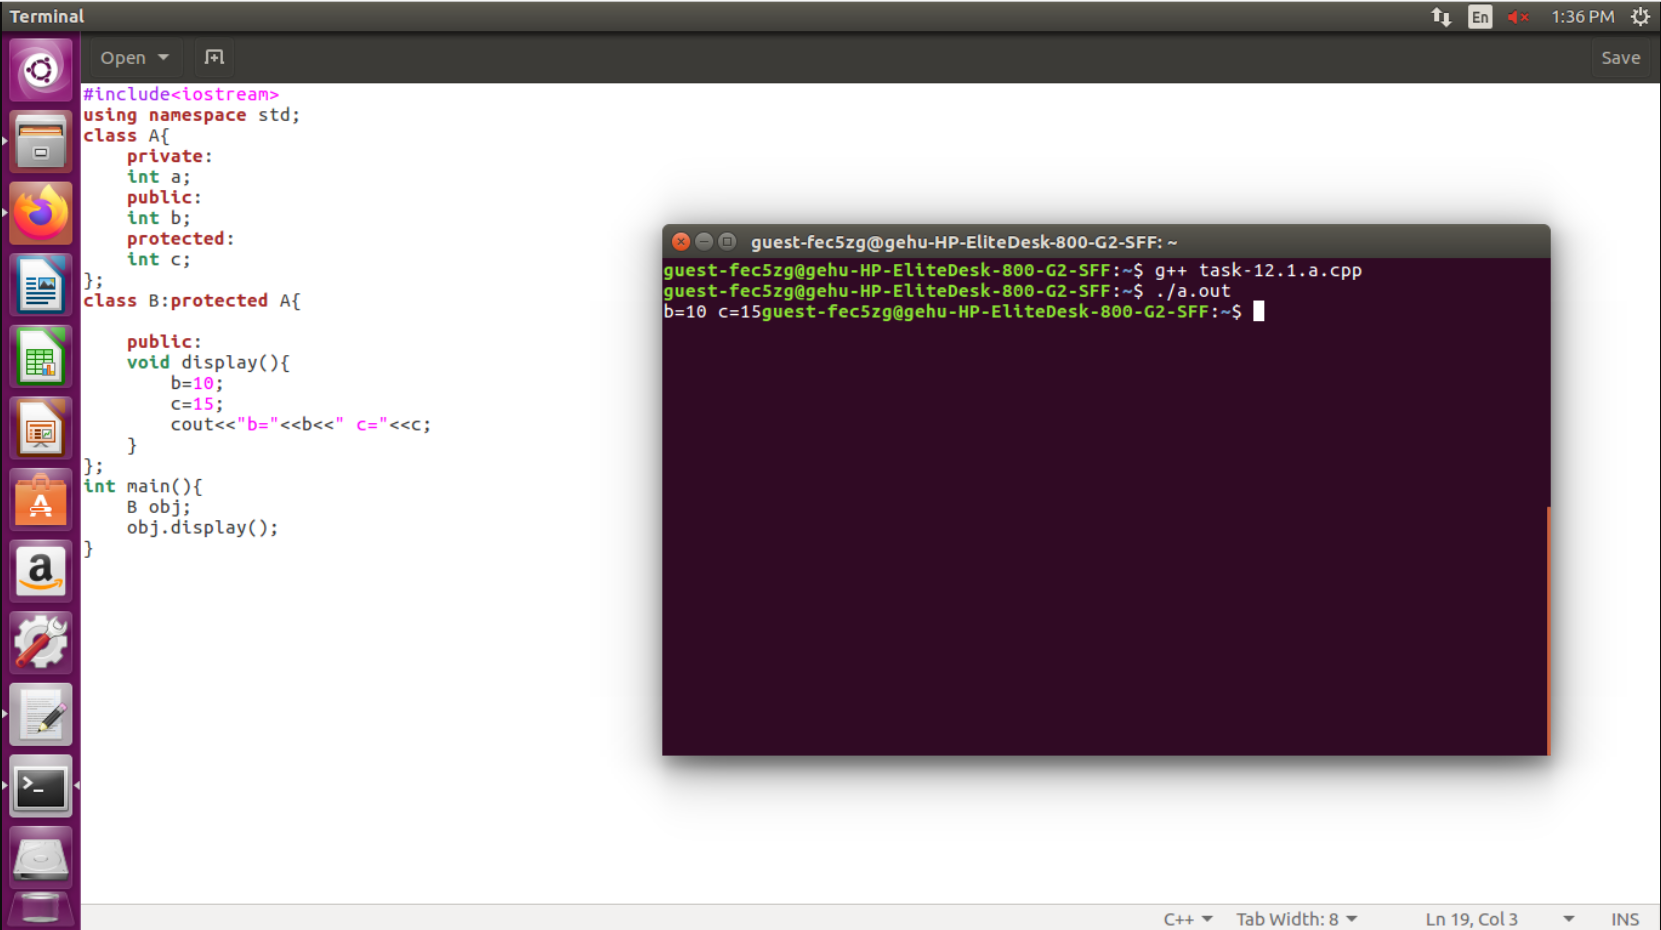 Terminal
En
1:36 PM
Open
Save
#include<iostream>
using namespace std;
class A{
    private:
    int a;
    public:
    int b;
    protected:
    int c;
};
class B:protected A{

    public:
    void display(){
        b=10;
        c=15;
        cout<<"b="<<b<<" c="<<c;
    }
};
int main(){
    B obj;
    obj.display();
}
guest-fec5zg@gehu-HP-EliteDesk-800-G2-SFF: ~
guest-fec5zg@gehu-HP-EliteDesk-800-G2-SFF:~$ g++ task-12.1.a.cpp
guest-fec5zg@gehu-HP-EliteDesk-800-G2-SFF:~$ ./a.out
b=10 c=15guest-fec5zg@gehu-HP-EliteDesk-800-G2-SFF:~$
C++
Tab Width: 8
Ln 19, Col 3
INS